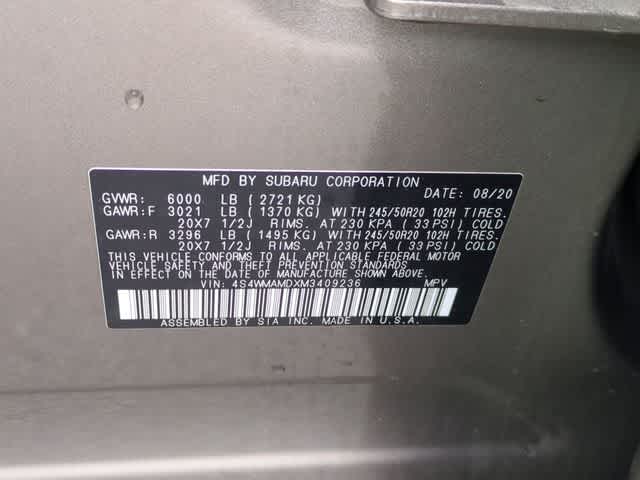 MFD BY SUBARU CORPORATION
GVWR: 6000 LB (2721 KG) DATE: 08/20
GAWR:F 3021 LB (1370 KG) WITH 245/50R20 102H TIRES.
20X7 1/2J RIMS. AT 230 KPA (33 PSI) COLD
GAWR:R 3296 LB (1495 KG) WITH 245/50R20 102H TIRES.
20X7 1/2J RIMS. AT 230 KPA (33 PSI) COLD
THIS VEHICLE CONFORMS TO ALL APPLICABLE FEDERAL MOTOR
VEHICLE SAFETY AND THEFT PREVENTION STANDARDS IN
EFFECT ON THE DATE OF MANUFACTURE SHOWN ABOVE.
VIN: 4S4WMAMDXM3409236 MPV
ASSEMBLED BY SIA INC. MADE IN U.S.A.